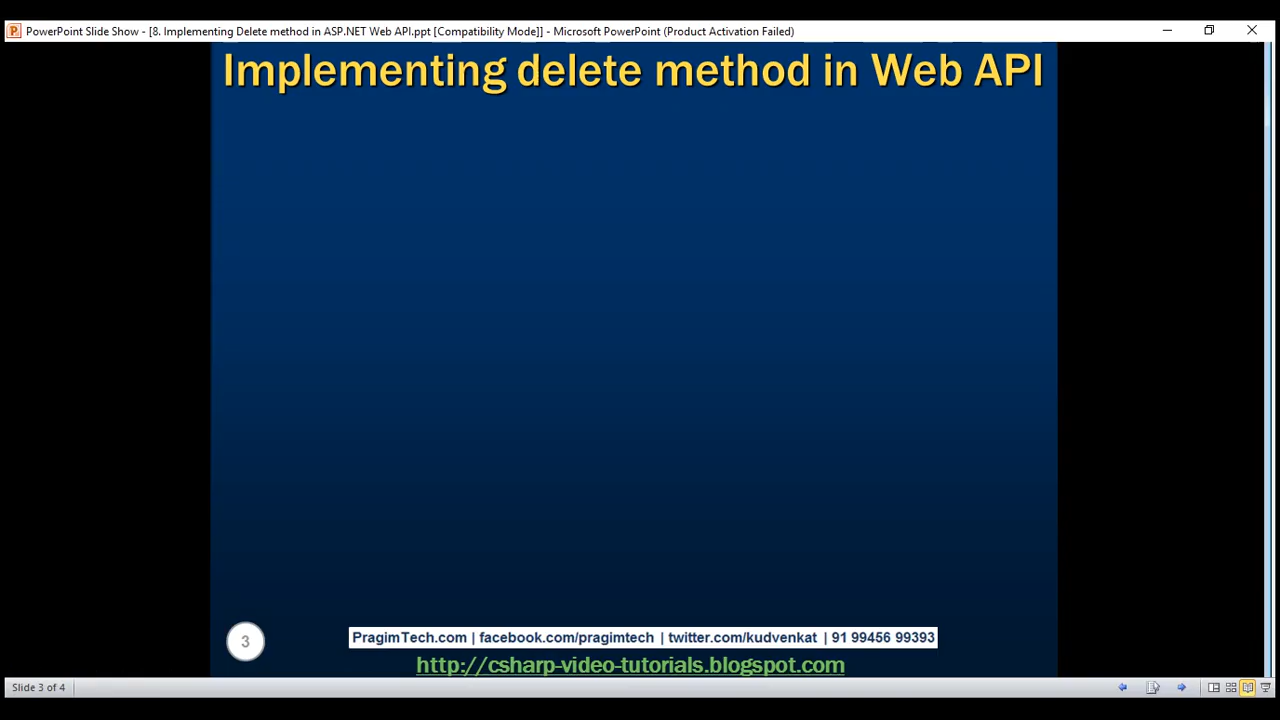 PowerPoint Slide Show - [8. Implementing Delete method in ASP.NET Web API.ppt [Compatibility Mode]] - Microsoft PowerPoint (Product Activation Failed)
Implementing delete method in Web API
3
PragimTech.com | facebook.com/pragimtech | twitter.com/kudvenkat | 91 99456 99393
http://csharp-video-tutorials.blogspot.com
Slide 3 of 4